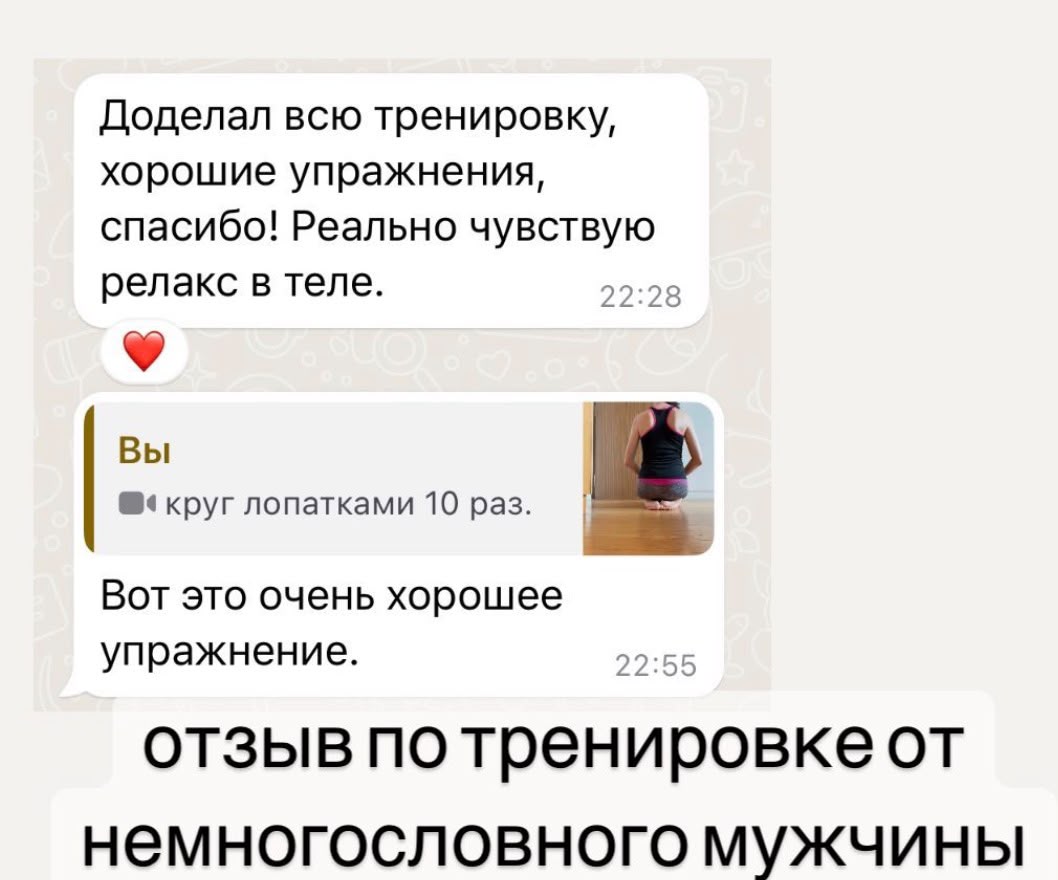 Доделал всю тренировку,
хорошие упражнения,
спасибо! Реально чувствую
релакс в теле.
22:28
Вы
круг лопатками 10 раз.
Вот это очень хорошее
упражнение.
22:55
отзыв по тренировке от
немногословного мужчины